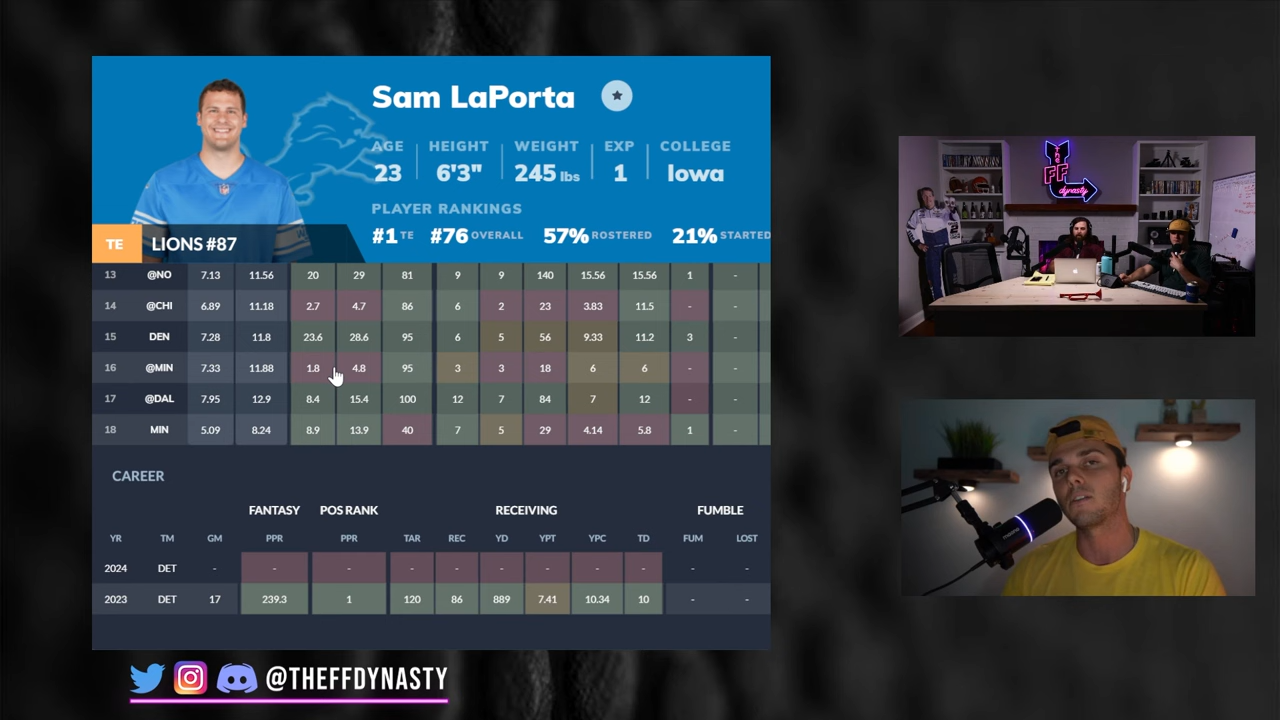 Sam LaPorta
AGE HEIGHT WEIGHT EXP COLLEGE
23 6'3" 245 lbs 1 Iowa
PLAYER RANKINGS
#1 TE #76 OVERALL 57% ROSTERED 21% STARTED
TE LIONS #87
13 @NO 7.13 11.56 20 29 81 9 9 140 15.56 15.56 1 -
14 @CHI 6.89 11.18 2.7 4.7 86 6 2 23 3.83 11.5 - -
15 DEN 7.28 11.8 23.6 28.6 95 6 5 56 9.33 11.2 3 -
16 @MIN 7.33 11.88 1.8 4.8 95 3 3 18 6 6 - -
17 @DAL 7.95 12.9 8.4 15.4 100 12 7 84 7 12 - -
18 MIN 5.09 8.24 8.9 13.9 40 7 5 29 4.14 5.8 1 -
CAREER
FANTASY POS RANK RECEIVING FUMBLE
YR TM GM PPR PPR TAR REC YD YPT YPC TD FUM LOST
2024 DET - - - - - - - - - - -
2023 DET 17 239.3 1 120 86 889 7.41 10.34 10 - -
@THEFFDYNASTY
THE
FF
dynasty